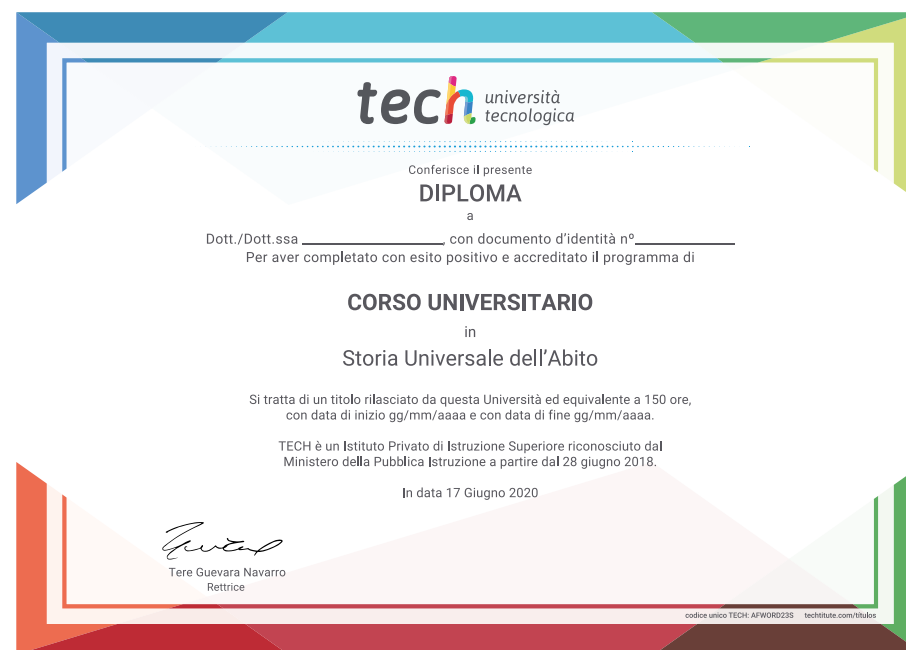 tech università
tecnologica
Conferisce il presente
DIPLOMA
a
Dott./Dott.ssa ____________________, con documento d'identità nº______________
Per aver completato con esito positivo e accreditato il programma di
CORSO UNIVERSITARIO
in
Storia Universale dell'Abito
Si tratta di un titolo rilasciato da questa Università ed equivalente a 150 ore,
con data di inizio gg/mm/aaaa e con data di fine gg/mm/aaaa.
TECH è un Istituto Privato di Istruzione Superiore riconosciuto dal
Ministero della Pubblica Istruzione a partire dal 28 giugno 2018.
In data 17 Giugno 2020
Tere Guevara Navarro
Rettrice
codice unico TECH: AFWORD23S techtitute.com/titulos